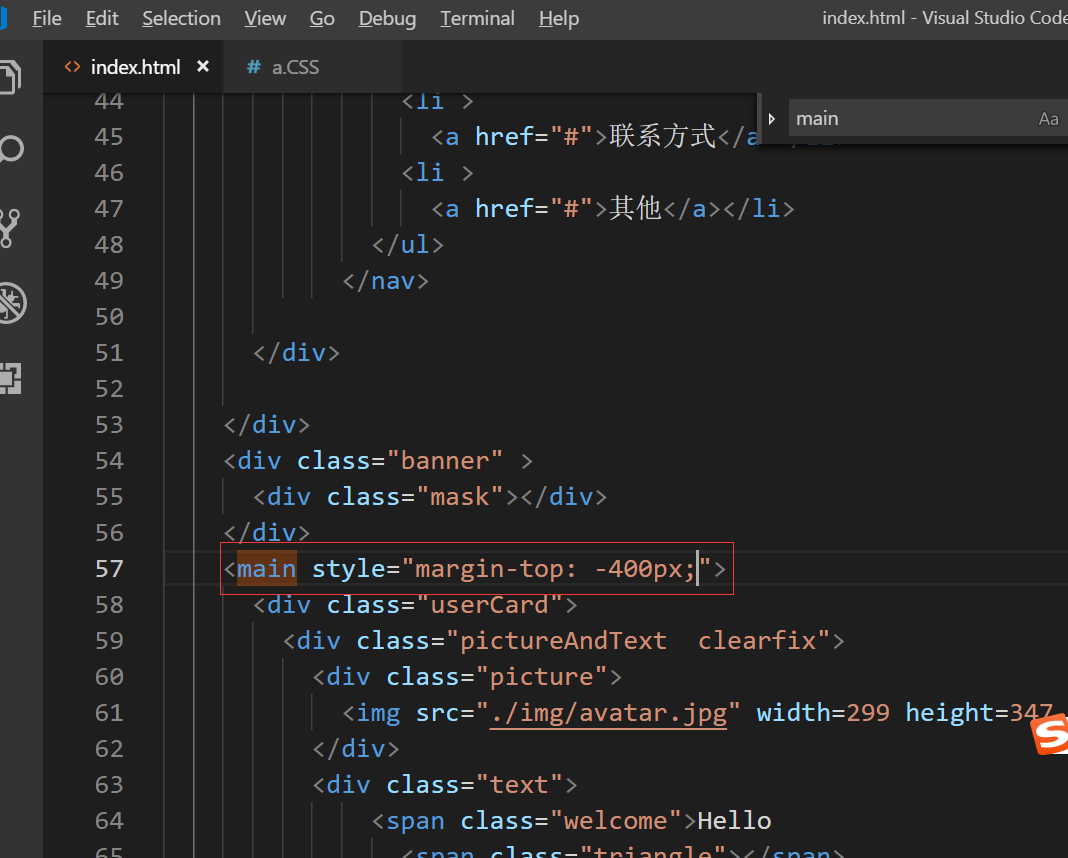 File Edit Selection View Go Debug Terminal Help index.html - Visual Studio Code
index.html × # a.CSS
main Aa
44 <li >
45 <a href="#">联系方式</a
46 <li >
47 <a href="#">其他</a></li>
48 </ul>
49 </nav>
50
51 </div>
52
53 </div>
54 <div class="banner" >
55 <div class="mask"></div>
56 </div>
57 <main style="margin-top: -400px;">
58 <div class="userCard">
59 <div class="pictureAndText  clearfix">
60 <div class="picture">
61 <img src="./img/avatar.jpg" width=299 height=347
62 </div>
63 <div class="text">
64 <span class="welcome">Hello
65 <span class="triangle"></span>